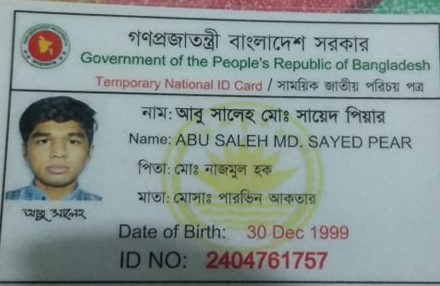 গণপ্রজাতন্ত্রী বাংলাদেশ সরকার
Government of the People's Republic of Bangladesh
Temporary National ID Card / সাময়িক জাতীয় পরিচয় পত্র
নাম: আবু সালেহ মোঃ সায়েদ পিয়ার
Name: ABU SALEH MD. SAYED PEAR
পিতা: মোঃ নাজমুল হক
মাতা: মোসাঃ পারভিন আকতার
আবু সালেহ
Date of Birth: 30 Dec 1999
ID NO: 2404761757